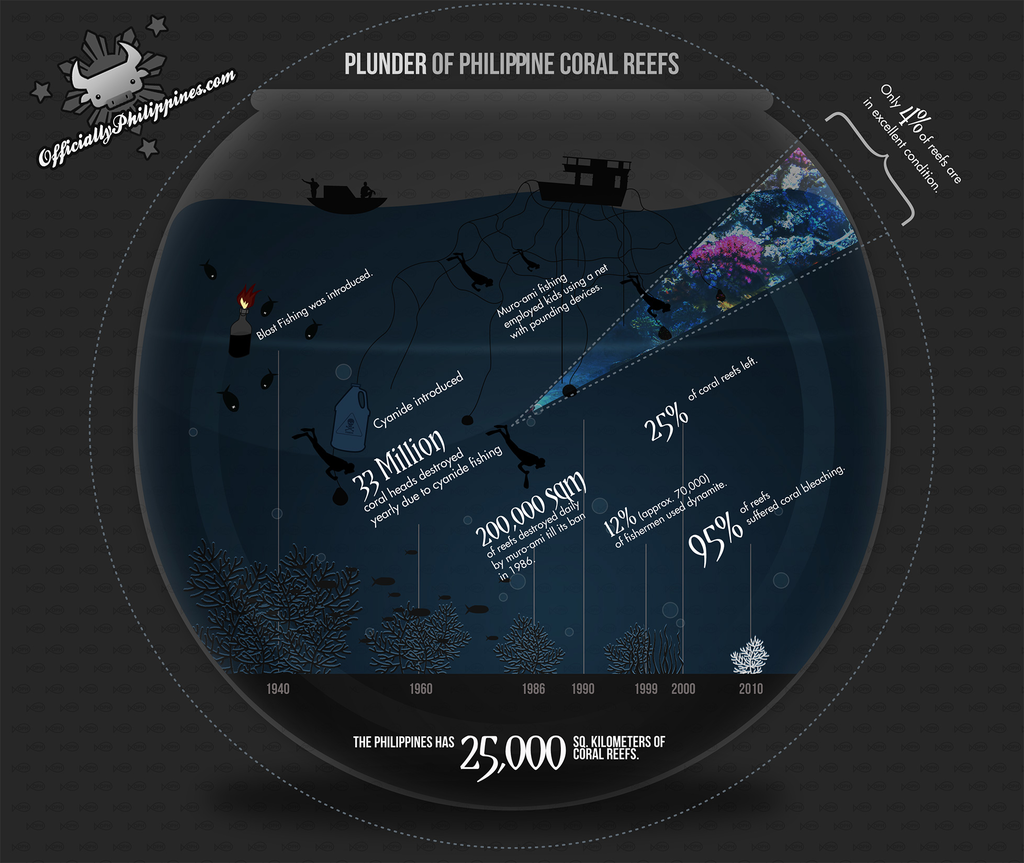 PLUNDER OF PHILIPPINE CORAL REEFS
OfficiallyPhilippines.com
Only 4% of reefs are
in excellent condition.
Blast Fishing was introduced.
Muro-ami fishing
employed kids using a net
with pounding devices.
Cyanide introduced
33 Million
coral heads destroyed
yearly due to cyanide fishing
25% of coral reefs left.
200,000 sqm
of reefs destroyed daily
by muro-ami till its ban
in 1986.
12% (approx. 70,000)
of fishermen used dynamite.
95% of reefs
suffered coral bleaching.
1940 1960 1986 1990 1999 2000 2010
THE PHILIPPINES HAS 25,000 SQ. KILOMETERS OF
CORAL REEFS.